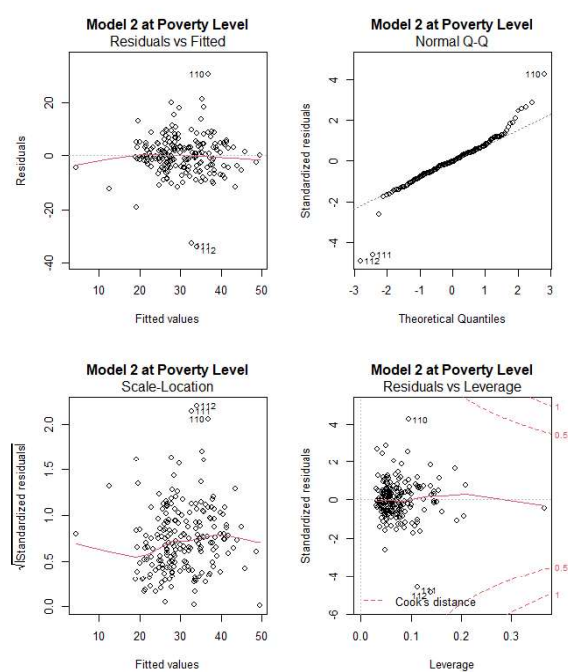 Model 2 at Poverty Level
Residuals vs Fitted
110
111
112
Residuals
20
0
-20
-40
10 20 30 40 50
Fitted values
Model 2 at Poverty Level
Normal Q-Q
110
111
112
Standardized residuals
4
2
0
-2
-4
-3 -2 -1 0 1 2 3
Theoretical Quantiles
Model 2 at Poverty Level
Scale-Location
112
111
110
√|Standardized residuals|
2.0
1.5
1.0
0.5
0.0
10 20 30 40 50
Fitted values
Model 2 at Poverty Level
Residuals vs Leverage
1
0.5
110
0.5
1
111
112
Cook's distance
Standardized residuals
4
2
0
-2
-4
-6
0.0 0.1 0.2 0.3
Leverage